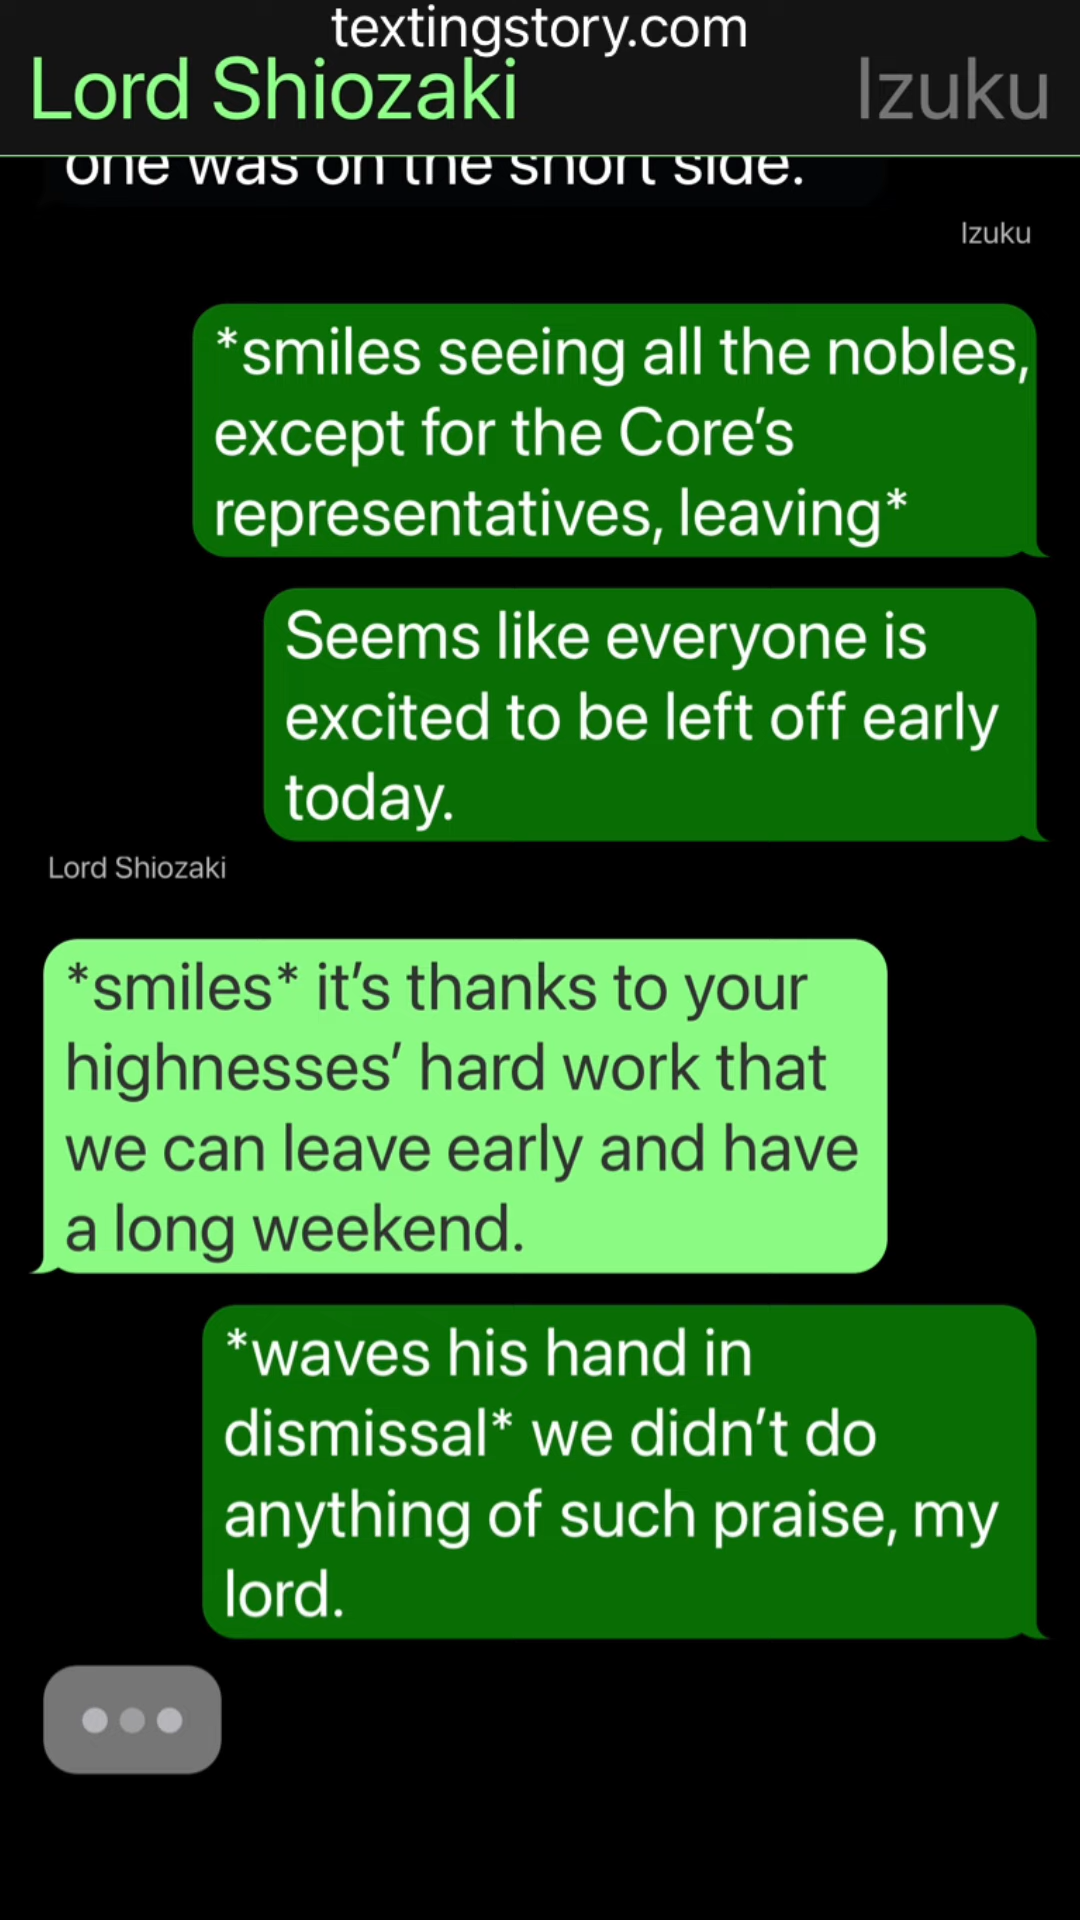 textingstory.com
Lord Shiozaki
Izuku
one was on the short side.
Izuku
*smiles seeing all the nobles,
except for the Core’s
representatives, leaving*
Seems like everyone is
excited to be left off early
today.
Lord Shiozaki
*smiles* it’s thanks to your
highnesses’ hard work that
we can leave early and have
a long weekend.
*waves his hand in
dismissal* we didn’t do
anything of such praise, my
lord.